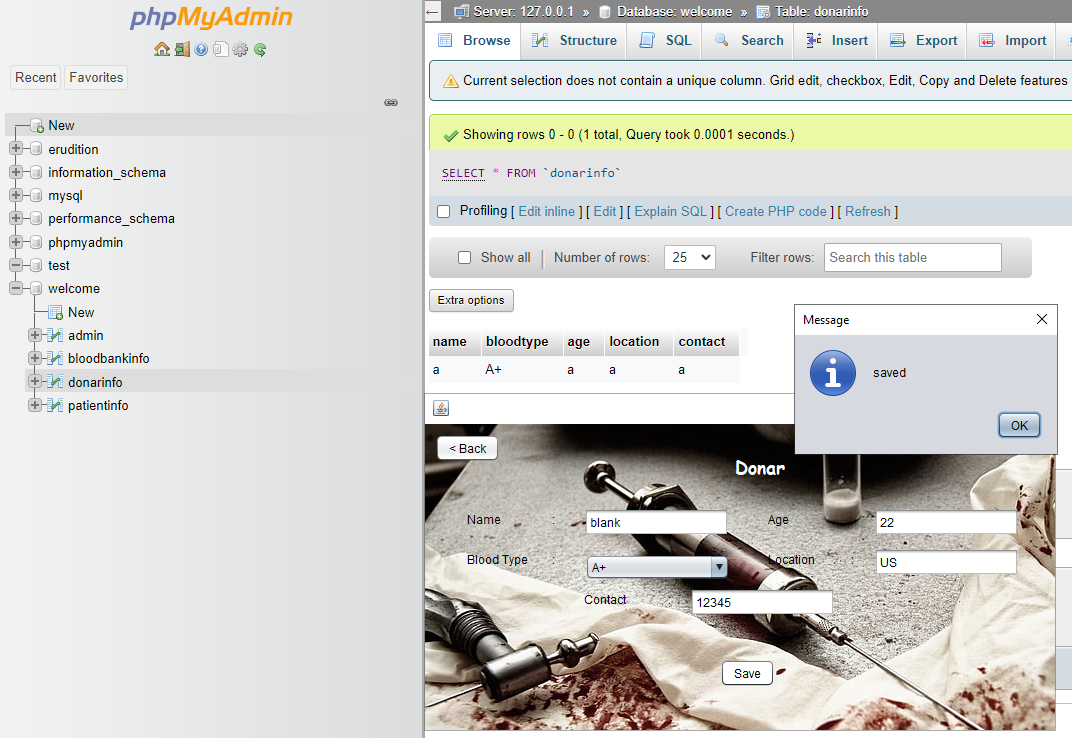 phpMyAdmin
Recent Favorites
New
erudition
information_schema
mysql
performance_schema
phpmyadmin
test
welcome
New
admin
bloodbankinfo
donarinfo
patientinfo
Server: 127.0.0.1 » Database: welcome » Table: donarinfo
Browse Structure SQL Search Insert Export Import
Current selection does not contain a unique column. Grid edit, checkbox, Edit, Copy and Delete features
Showing rows 0 - 0 (1 total, Query took 0.0001 seconds.)
SELECT * FROM `donarinfo`
Profiling [ Edit inline ] [ Edit ] [ Explain SQL ] [ Create PHP code ] [ Refresh ]
Show all | Number of rows: 25 Filter rows: Search this table
Extra options
name bloodtype age location contact
a A+ a a a
Message
saved
OK
< Back
Donar
Name : blank Age 22
Blood Type : A+ Location : US
Contact 12345
Save